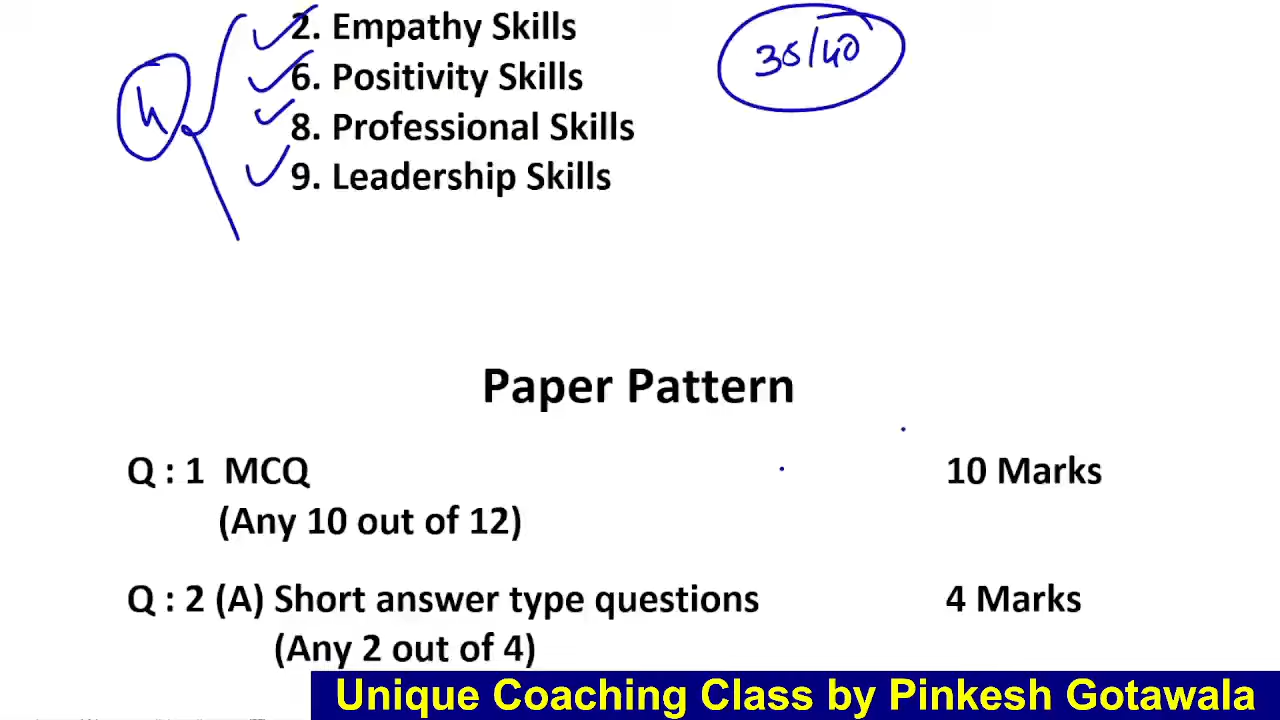 2. Empathy Skills
35/40
6. Positivity Skills
4
8. Professional Skills
9. Leadership Skills
Paper Pattern
Q : 1 MCQ 10 Marks
(Any 10 out of 12)
Q : 2 (A) Short answer type questions 4 Marks
(Any 2 out of 4)
Unique Coaching Class by Pinkesh Gotawala